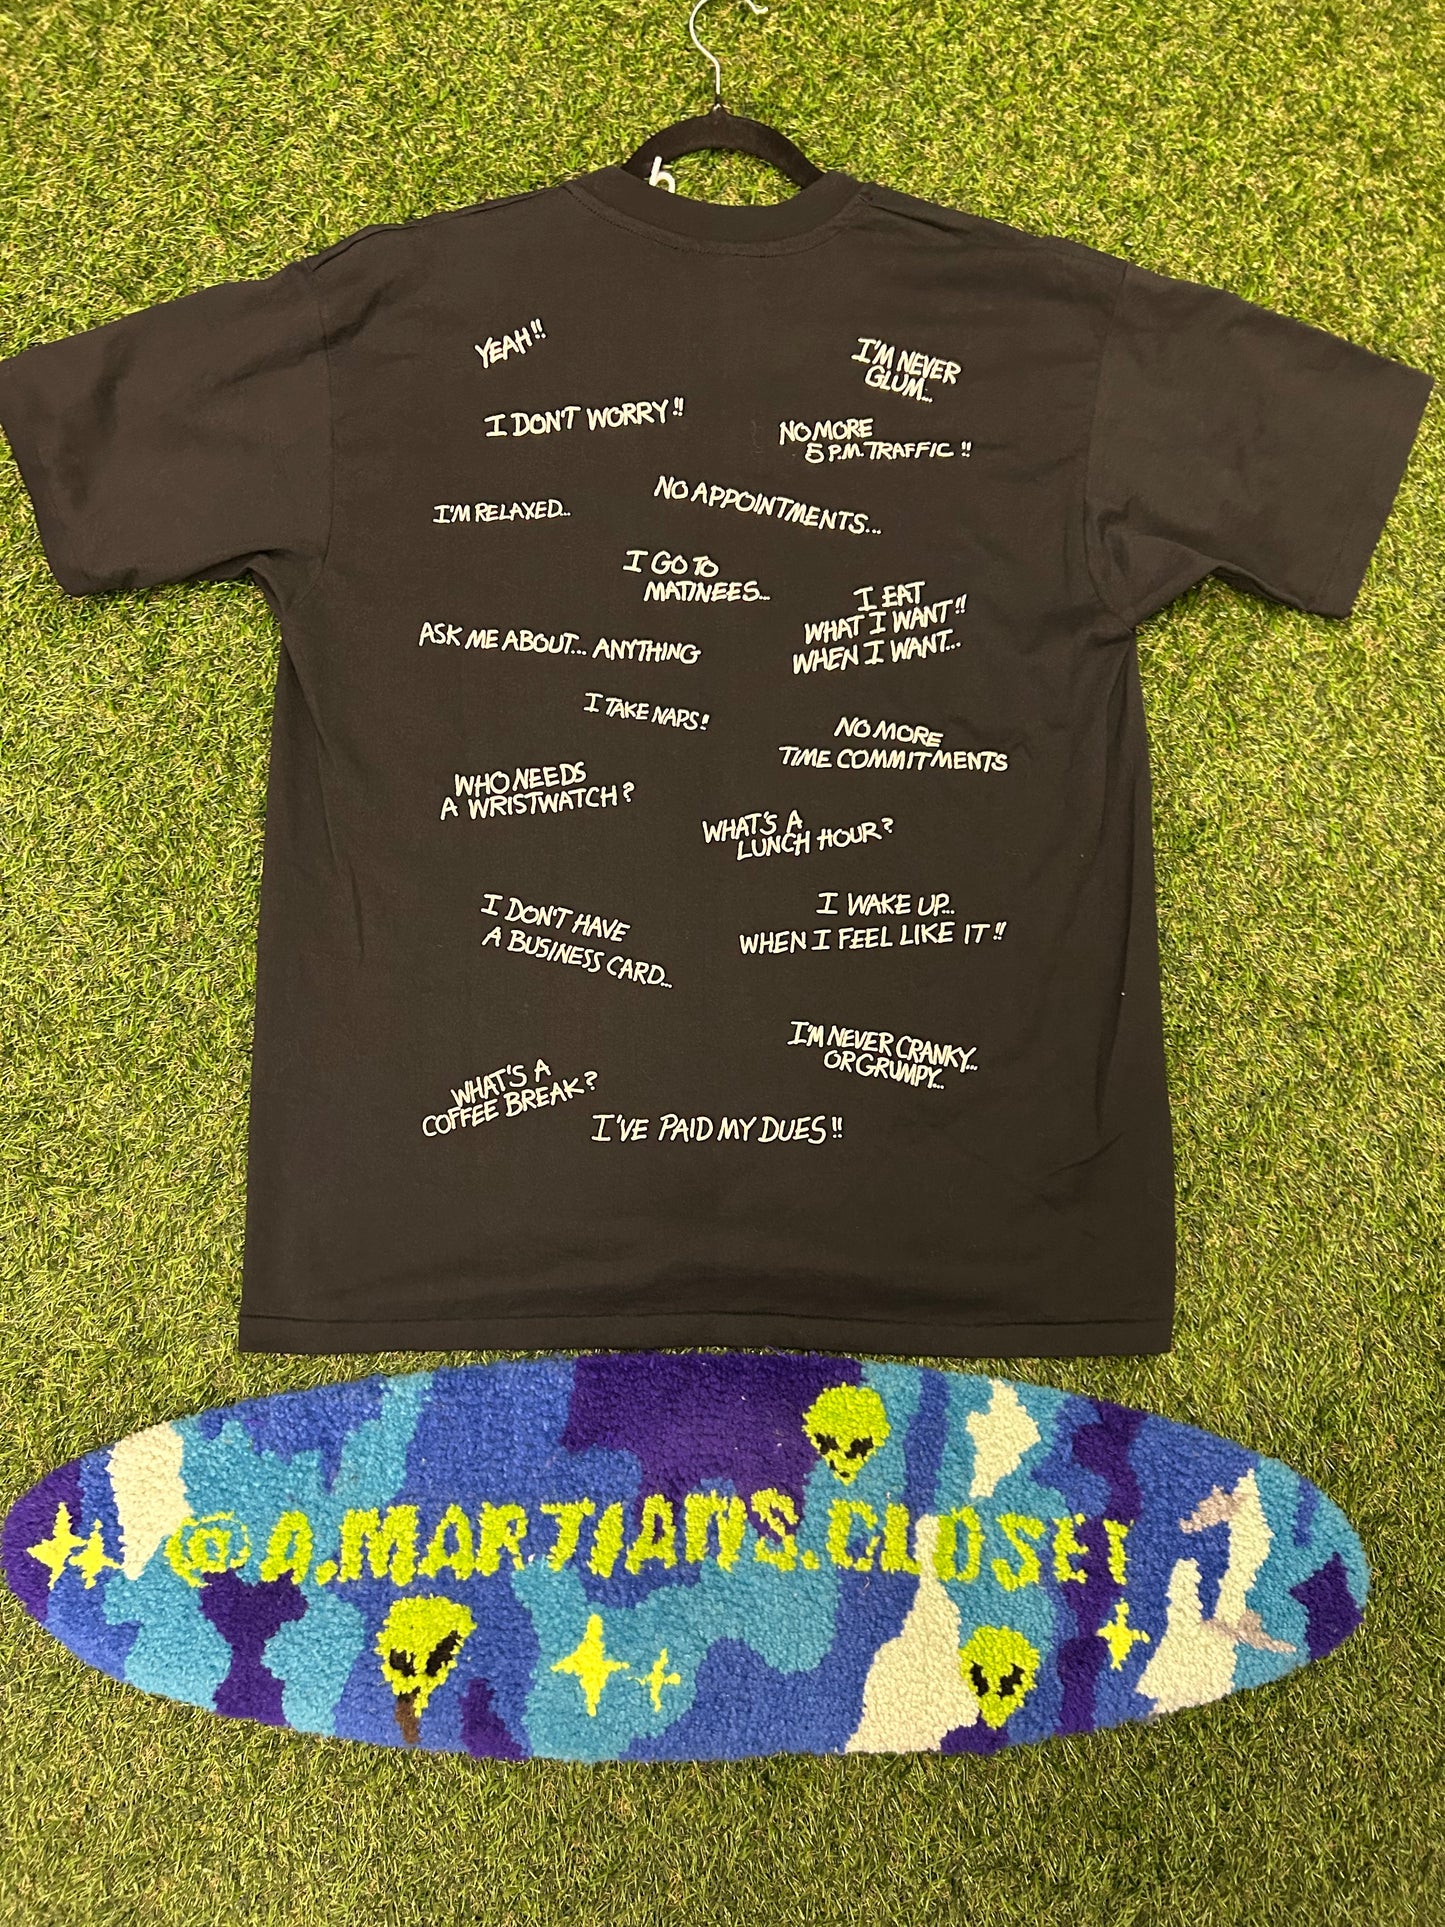 YEAH!!
I'M NEVER
GLUM...
I DON'T WORRY!!
NO MORE
5 P.M. TRAFFIC!!
I'M RELAXED...
NO APPOINTMENTS...
I GO TO
MATINEES...
I EAT
WHAT I WANT!!
WHEN I WANT...
ASK ME ABOUT... ANYTHING
I TAKE NAPS!
NO MORE
TIME COMMITMENTS
WHO NEEDS
A WRISTWATCH?
WHAT'S A
LUNCH HOUR?
I DON'T HAVE
A BUSINESS CARD...
I WAKE UP...
WHEN I FEEL LIKE IT!!
I'M NEVER CRANKY...
OR GRUMPY...
WHAT'S A
COFFEE BREAK?
I'VE PAID MY DUES!!
@A.MARTIANS.CLOSET